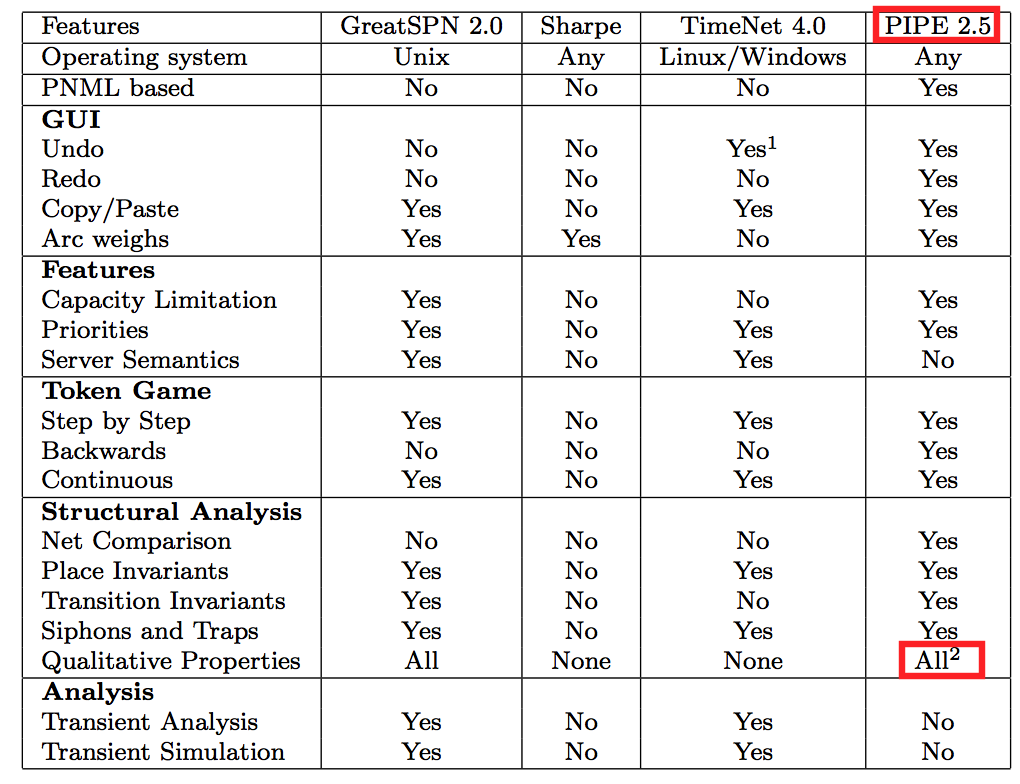 Features GreatSPN 2.0 Sharpe TimeNet 4.0 PIPE 2.5
Operating system Unix Any Linux/Windows Any
PNML based No No No Yes
GUI
Undo No No Yes¹ Yes
Redo No No No Yes
Copy/Paste Yes No Yes Yes
Arc weighs Yes Yes No Yes
Features
Capacity Limitation Yes No No Yes
Priorities Yes No Yes Yes
Server Semantics Yes No Yes No
Token Game
Step by Step Yes No Yes Yes
Backwards No No No Yes
Continuous Yes No Yes Yes
Structural Analysis
Net Comparison No No No Yes
Place Invariants Yes No Yes Yes
Transition Invariants Yes No No Yes
Siphons and Traps Yes No Yes Yes
Qualitative Properties All None None All²
Analysis
Transient Analysis Yes No Yes No
Transient Simulation Yes No Yes No